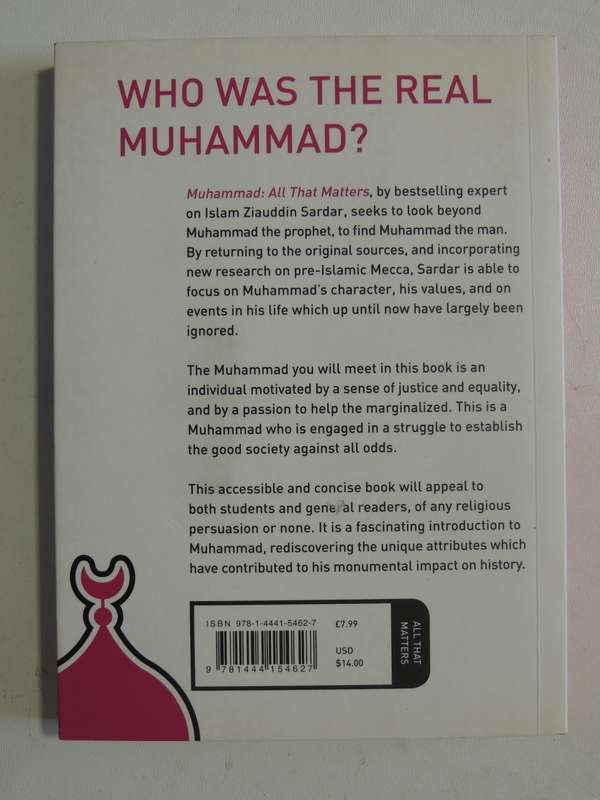 WHO WAS THE REAL
MUHAMMAD?
Muhammad: All That Matters, by bestselling expert
on Islam Ziauddin Sardar, seeks to look beyond
Muhammad the prophet, to find Muhammad the man.
By returning to the original sources, and incorporating
new research on pre-Islamic Mecca, Sardar is able to
focus on Muhammad's character, his values, and on
events in his life which up until now have largely been
ignored.
The Muhammad you will meet in this book is an
individual motivated by a sense of justice and equality,
and by a passion to help the marginalized. This is a
Muhammad who is engaged in a struggle to establish
the good society against all odds.
This accessible and concise book will appeal to
both students and general readers, of any religious
persuasion or none. It is a fascinating introduction to
Muhammad, rediscovering the unique attributes which
have contributed to his monumental impact on history.
ISBN 978-1-4441-5462-7
£7.99
USD
$14.00
9 781444 154627
ALL THAT
MATTERS